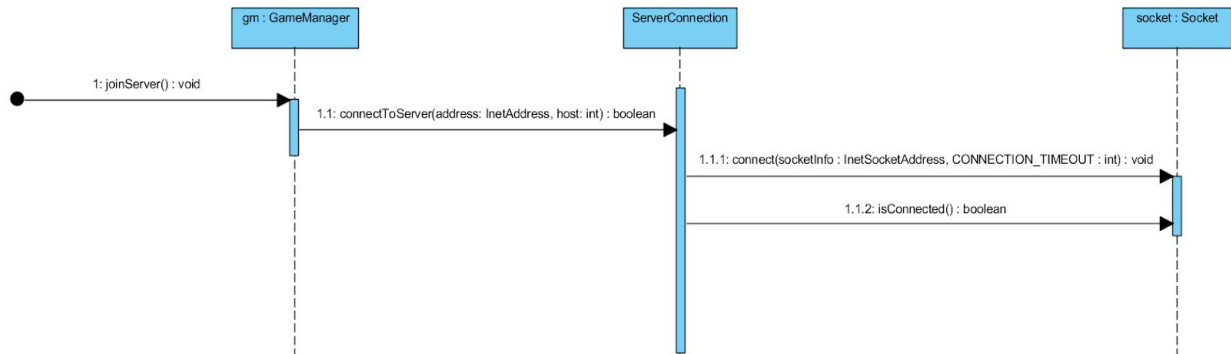 gm : GameManager
ServerConnection
socket : Socket
1: joinServer() : void
1.1: connectToServer(address: InetAddress, host: int) : boolean
1.1.1: connect(socketInfo : InetSocketAddress, CONNECTION_TIMEOUT : int) : void
1.1.2: isConnected() : boolean